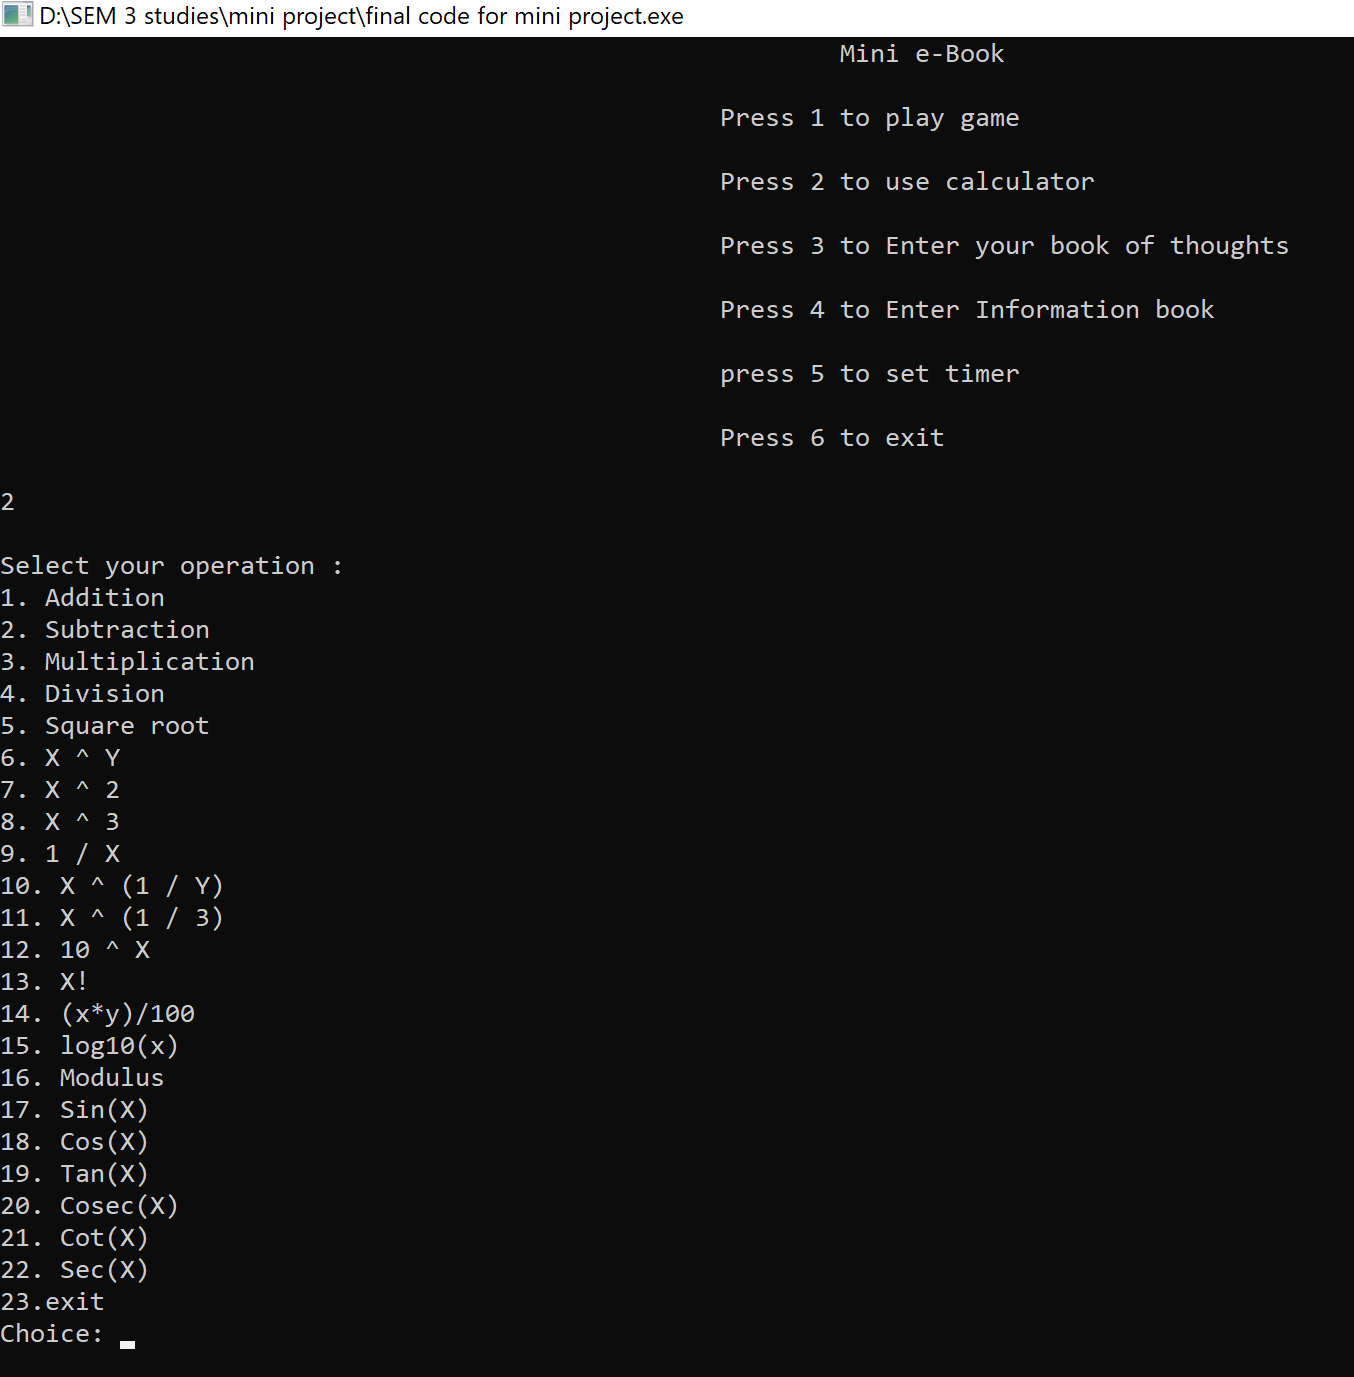 D:\SEM 3 studies\mini project\final code for mini project.exe
Mini e-Book
Press 1 to play game
Press 2 to use calculator
Press 3 to Enter your book of thoughts
Press 4 to Enter Information book
press 5 to set timer
Press 6 to exit
2
Select your operation :
1. Addition
2. Subtraction
3. Multiplication
4. Division
5. Square root
6. X ^ Y
7. X ^ 2
8. X ^ 3
9. 1 / X
10. X ^ (1 / Y)
11. X ^ (1 / 3)
12. 10 ^ X
13. X!
14. (x*y)/100
15. log10(x)
16. Modulus
17. Sin(X)
18. Cos(X)
19. Tan(X)
20. Cosec(X)
21. Cot(X)
22. Sec(X)
23.exit
Choice: